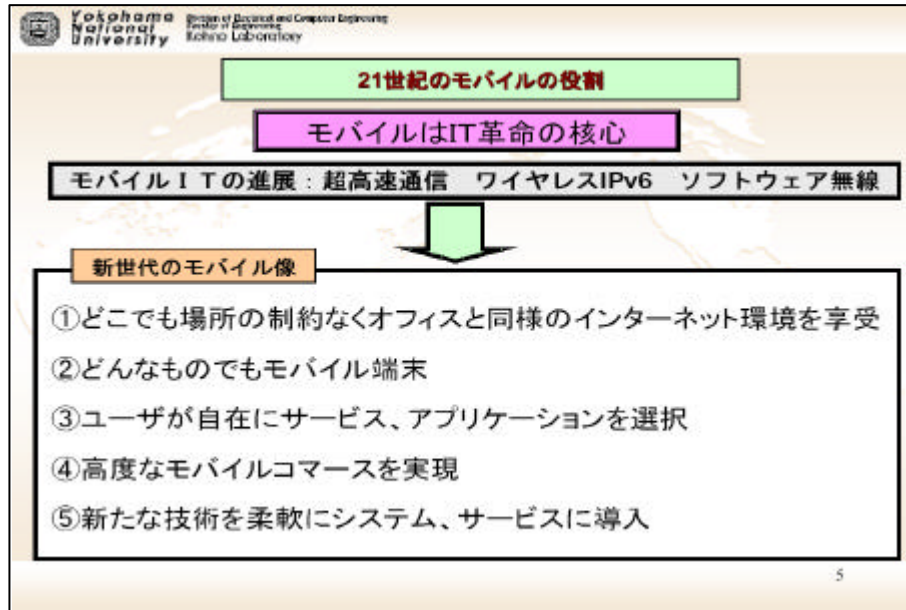 Yokohama
National
University
Division of Electrical and Computer Engineering
Faculty of Engineering
Kohno Laboratory
21世紀のモバイルの役割
モバイルはIT革命の核心
モバイルＩＴの進展：超高速通信　ワイヤレスIPv6　ソフトウェア無線
新世代のモバイル像
①どこでも場所の制約なくオフィスと同様のインターネット環境を享受
②どんなものでもモバイル端末
③ユーザが自在にサービス、アプリケーションを選択
④高度なモバイルコマースを実現
⑤新たな技術を柔軟にシステム、サービスに導入
5